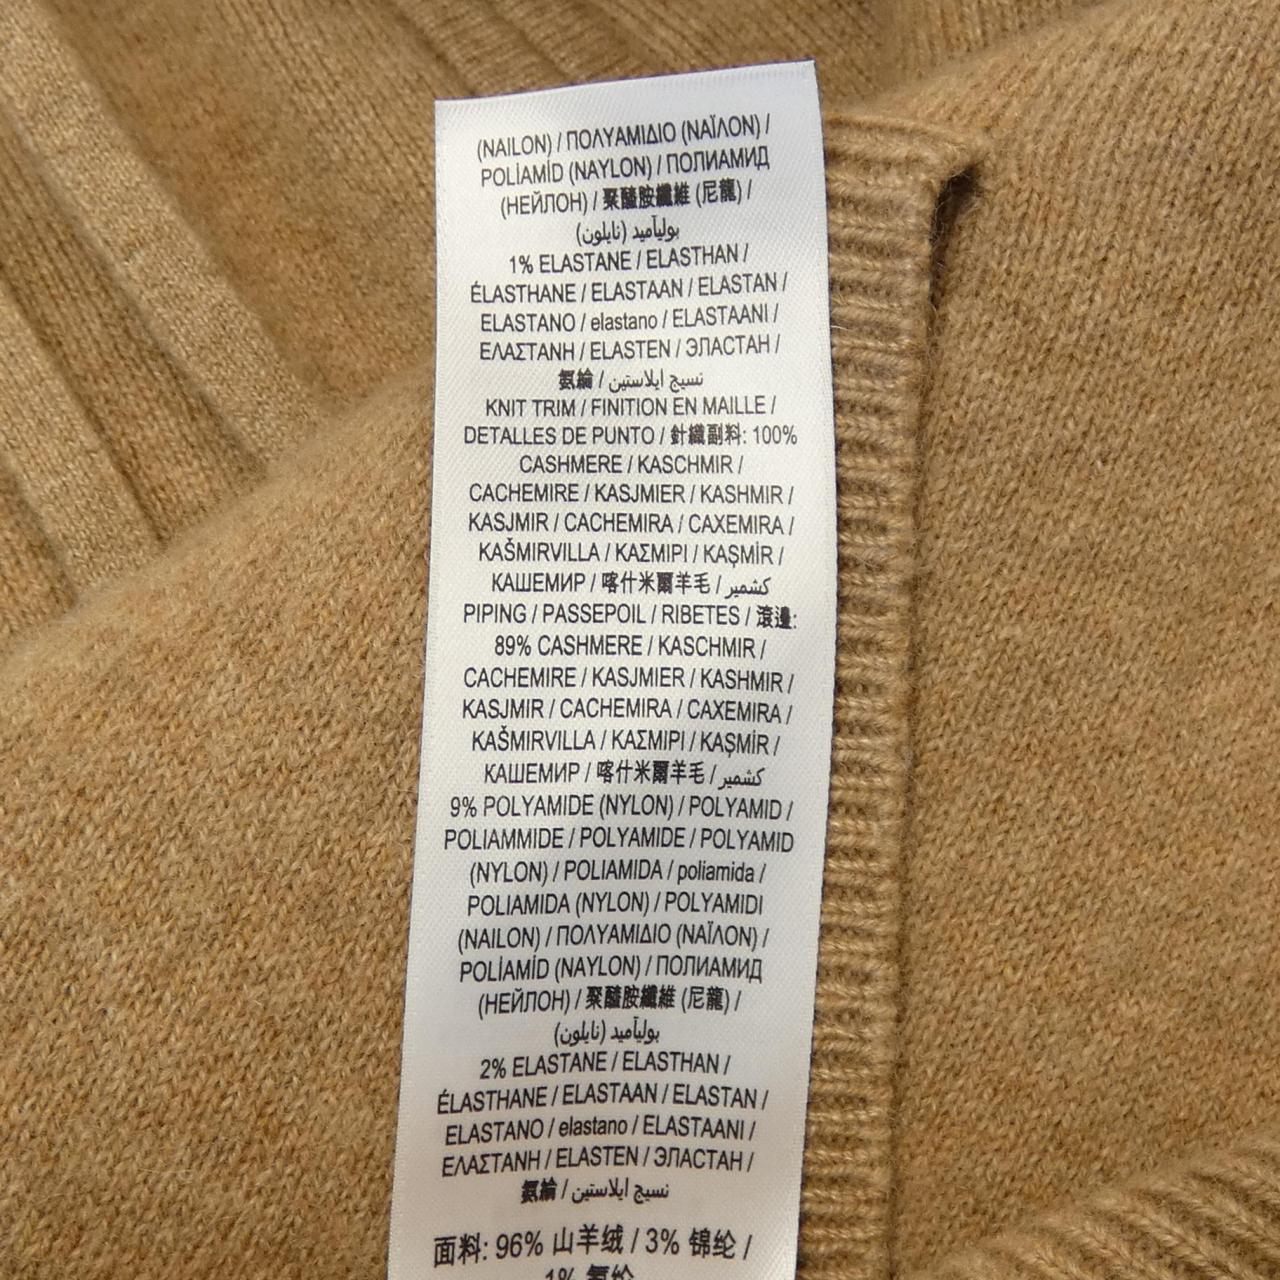 (NAILON) / ΠΟΛΥΑΜΙΔΙΟ (ΝΑΪΛΟΝ) /
POLİAMİD (NAYLON) / ПОЛИАМИД
(НЕЙЛОН) / 聚醯胺纖維 (尼龍) /
بولیآمید (نایلون)
1% ELASTANE / ELASTHAN /
ÉLASTHANE / ELASTAAN / ELASTAN /
ELASTANO / elastano / ELASTAANI /
ΕΛΑΣΤΑΝΗ / ELASTEN / ЭЛАСТАН /
氨綸 / نسيج ايلاستين
KNIT TRIM / FINITION EN MAILLE /
DETALLES DE PUNTO / 針織副料: 100%
CASHMERE / KASCHMIR /
CACHEMIRE / KASJMIER / KASHMIR /
KASJMIR / CACHEMIRA / CAXEMIRA /
KAŠMIRVILLA / ΚΑΣΜΙΡΙ / KAŞMİR /
КАШЕМИР / 喀什米爾羊毛 / كشمير
PIPING / PASSEPOIL / RIBETES / 滾邊:
89% CASHMERE / KASCHMIR /
CACHEMIRE / KASJMIER / KASHMIR /
KASJMIR / CACHEMIRA / CAXEMIRA /
KAŠMIRVILLA / ΚΑΣΜΙΡΙ / KAŞMİR /
КАШЕМИР / 喀什米爾羊毛 / كشمير
9% POLYAMIDE (NYLON) / POLYAMID /
POLIAMMIDE / POLYAMIDE / POLYAMID
(NYLON) / POLIAMIDA / poliamida /
POLIAMIDA (NYLON) / POLYAMIDI
(NAILON) / ΠΟΛΥΑΜΙΔΙΟ (ΝΑΪΛΟΝ) /
POLİAMİD (NAYLON) / ПОЛИАМИД
(НЕЙЛОН) / 聚醯胺纖維 (尼龍) /
بولیآمید (نایلون)
2% ELASTANE / ELASTHAN /
ÉLASTHANE / ELASTAAN / ELASTAN /
ELASTANO / elastano / ELASTAANI /
ΕΛΑΣΤΑΝΗ / ELASTEN / ЭЛАСТАН /
氨綸 / نسيج ايلاستين
面料: 96% 山羊绒 / 3% 锦纶 /
1% 氨纶